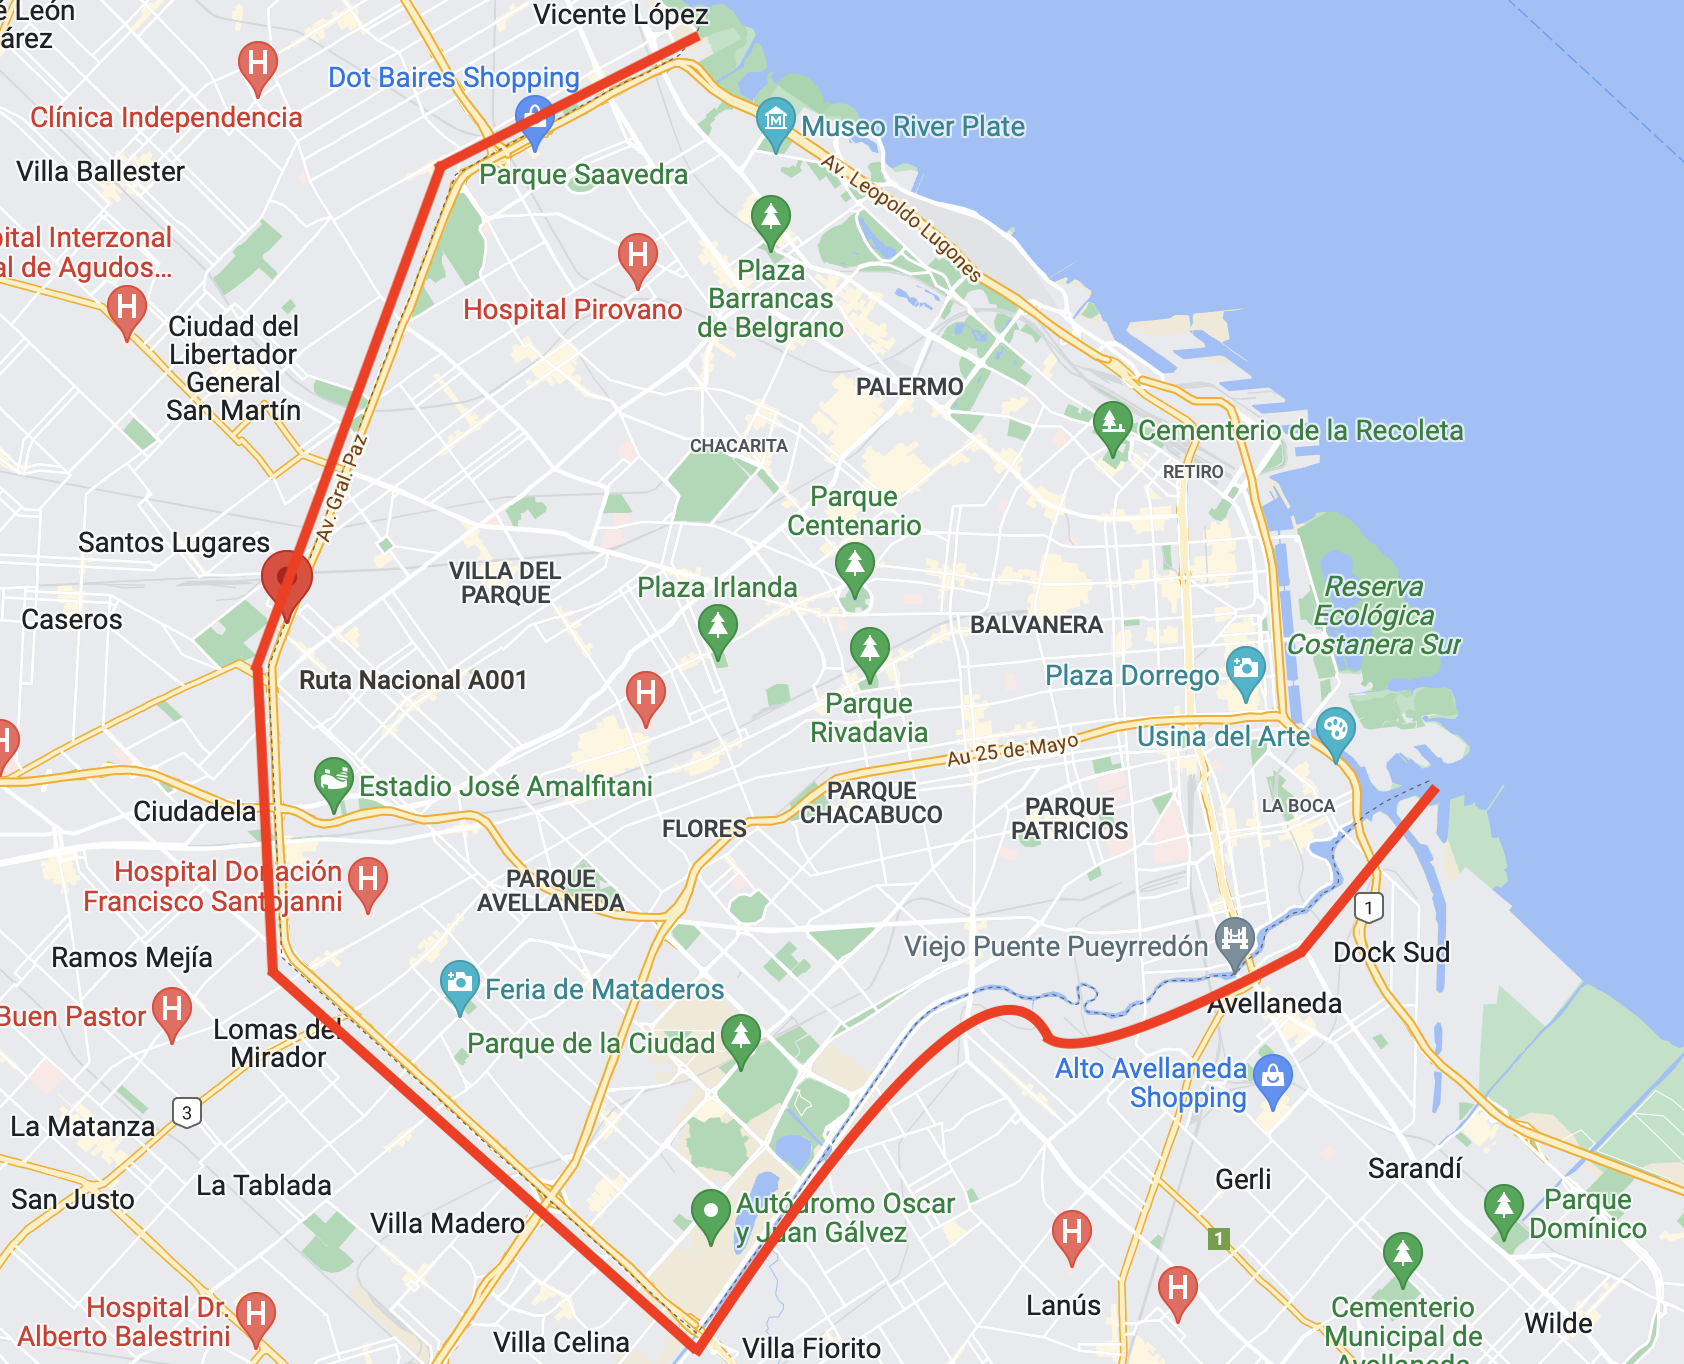 León
árez
Vicente López
Dot Baires Shopping
Clínica Independencia
Museo River Plate
Villa Ballester
Parque Saavedra
Av. Leopoldo Lugones
ital Interzonal
al de Agudos...
H
H
H
Plaza
Barrancas
de Belgrano
Hospital Pirovano
Ciudad del
Libertador
General
San Martín
PALERMO
Cementerio de la Recoleta
CHACARITA
RETIRO
Av. Gral. Paz
Parque
Centenario
Santos Lugares
VILLA DEL
PARQUE
Plaza Irlanda
Reserva
Ecológica
Costanera Sur
Caseros
BALVANERA
Ruta Nacional A001
H
Plaza Dorrego
Parque
Rivadavia
H
Au 25 de Mayo
Usina del Arte
Estadio José Amalfitani
Ciudadela
PARQUE
CHACABUCO
PARQUE
PATRICIOS
LA BOCA
FLORES
Hospital Donación
Francisco Santojanni
H
PARQUE
AVELLANEDA
1
Viejo Puente Pueyrredón
Dock Sud
Ramos Mejía
Feria de Mataderos
Avellaneda
Buen Pastor
H
Lomas del
Mirador
Parque de la Ciudad
Alto Avellaneda
Shopping
3
La Matanza
Sarandí
Gerli
La Tablada
San Justo
Autódromo Oscar
y Juan Gálvez
Parque
Domínico
Villa Madero
H
1
H
Lanús
Hospital Dr.
Alberto Balestrini
H
Cementerio
Municipal de
Avellaneda
Wilde
Villa Celina
Villa Fiorito